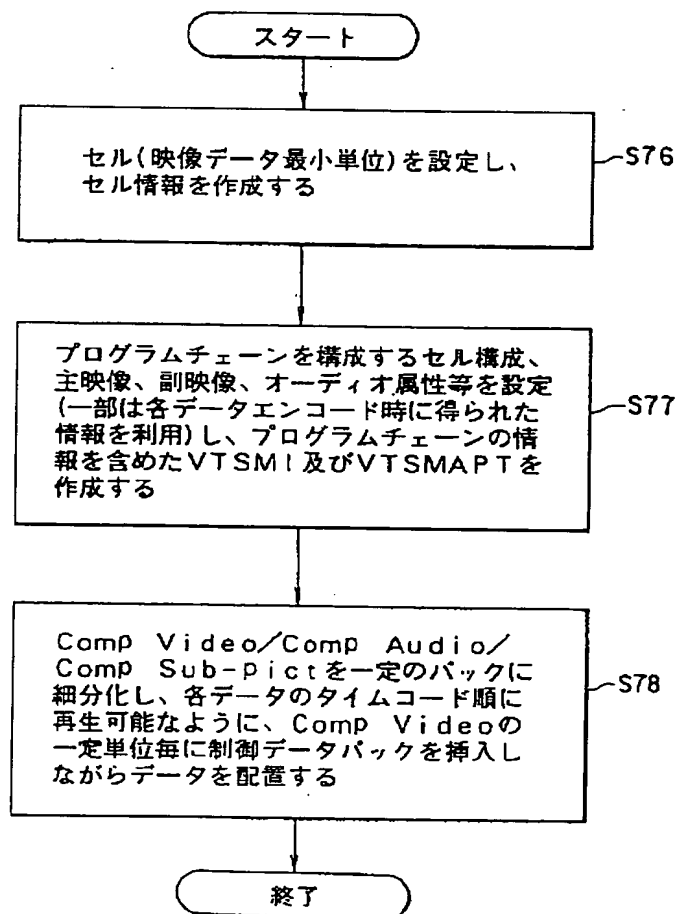 スタート
セル(映像データ最小単位)を設定し、
セル情報を作成する
S76
プログラムチェーンを構成するセル構成、
主映像、副映像、オーディオ属性等を設定
(一部は各データエンコード時に得られた
情報を利用)し、プログラムチェーンの情
報を含めたVTSMI及びVTSMAPTを
作成する
S77
Comp Video/Comp Audio/
Comp Sub-pictを一定のパックに
細分化し、各データのタイムコード順に
再生可能なように、Comp Videoの
一定単位毎に制御データパックを挿入し
ながらデータを配置する
S78
終了